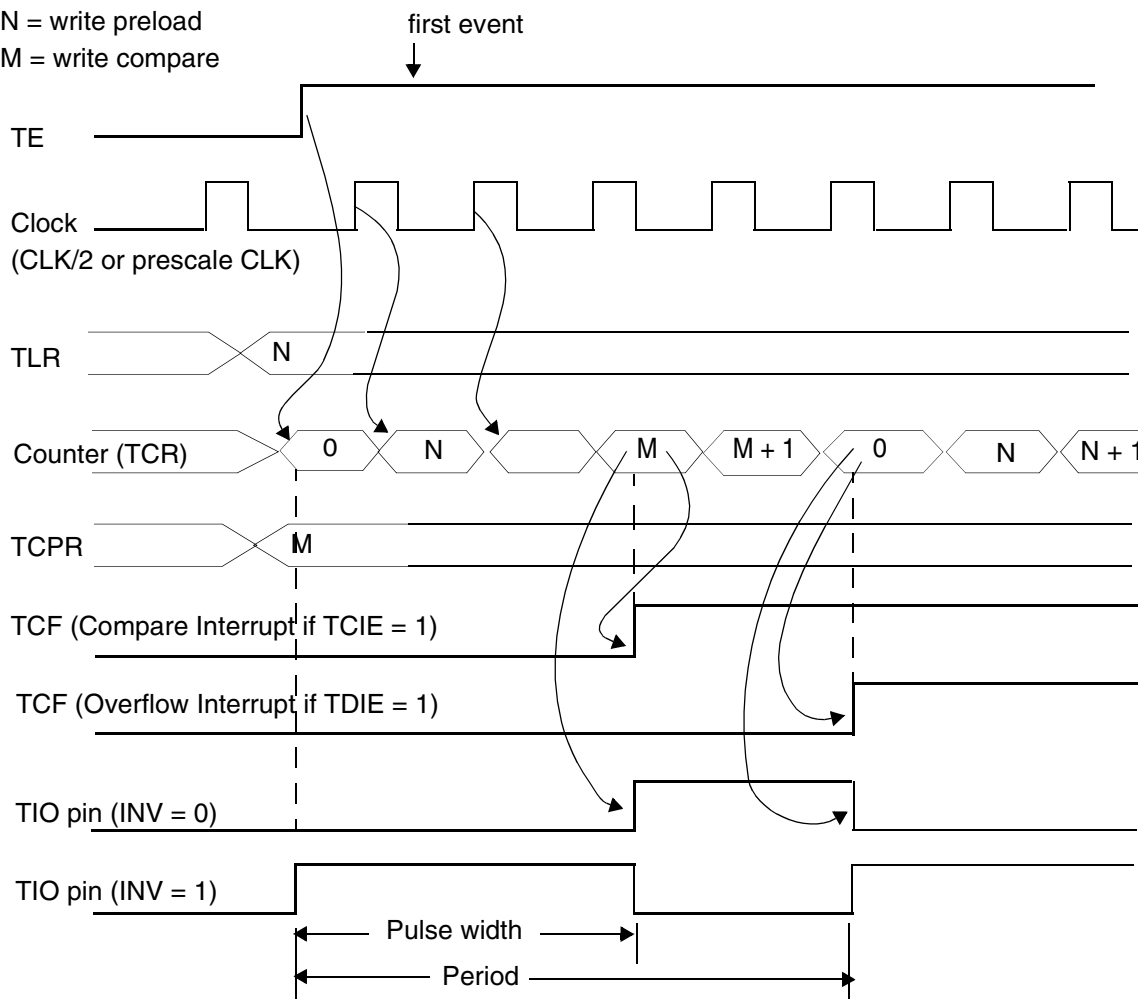 N = write preload
M = write compare
first event
TE
Clock
(CLK/2 or prescale CLK)
TLR
N
Counter (TCR)
0
N
M
M + 1
0
N
N + 1
TCPR
M
TCF (Compare Interrupt if TCIE = 1)
TCF (Overflow Interrupt if TDIE = 1)
TIO pin (INV = 0)
TIO pin (INV = 1)
Pulse width
Period